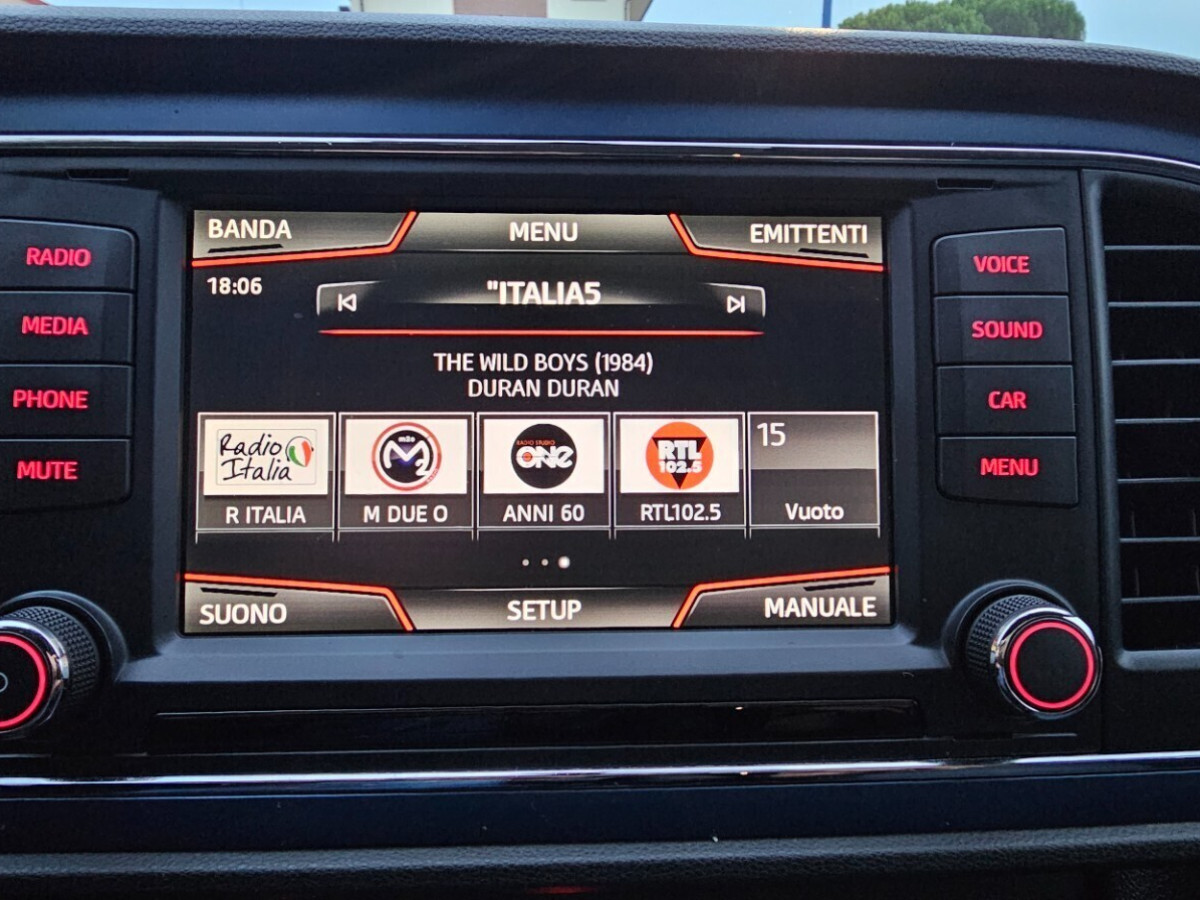 BANDA MENU EMITTENTI
RADIO
MEDIA
PHONE
MUTE
18:06
"ITALIA5
THE WILD BOYS (1984)
DURAN DURAN
Radio
Italia
m2o
M2
RADIO STUDIO
ONE
RTL
102.5
15
R ITALIA
M DUE O
ANNI 60
RTL102.5
Vuoto
SUONO SETUP MANUALE
VOICE
SOUND
CAR
MENU